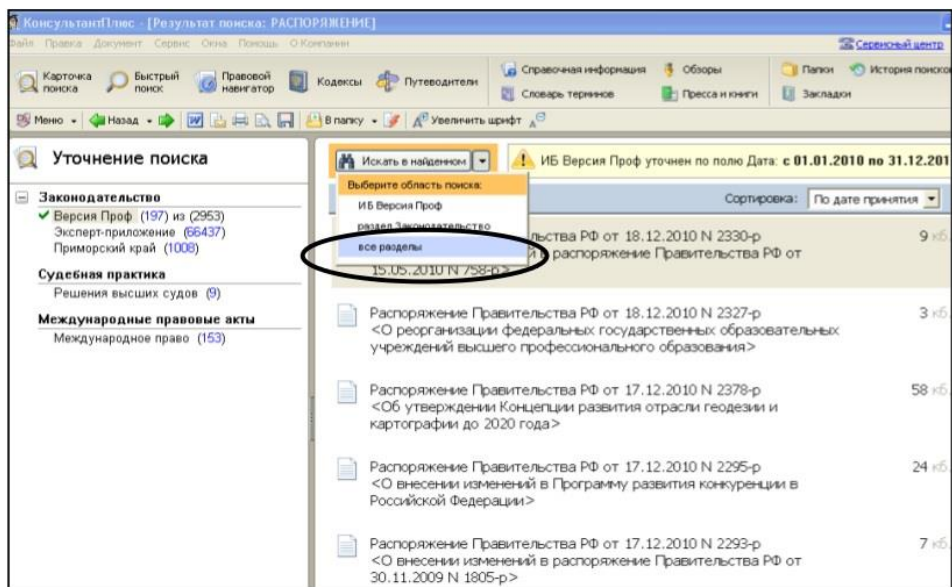 КонсультантПлюс - [Результат поиска: РАСПОРЯЖЕНИЕ]
Файл Правка Документ Сервис Окна Помощь О Компании
Сервисный центр
Карточка поиска
Быстрый поиск
Правовой навигатор
Кодексы
Путеводители
Справочная информация
Обзоры
Папки
История поисков
Словарь терминов
Пресса и книги
Закладки
Меню
Назад
В папку
Увеличить шрифт
Уточнение поиска
Законодательство
Версия Проф (197) из (2953)
Эксперт-приложение (66437)
Приморский край (1008)
Судебная практика
Решения высших судов (9)
Международные правовые акты
Международное право (153)
Искать в найденном
ИБ Версия Проф уточнен по полю Дата: с 01.01.2010 по 31.12.201
Выберите область поиска:
ИБ Версия Проф
раздел Законодательство
все разделы
Сортировка: По дате принятия
ьства РФ от 18.12.2010 N 2330-р 9 кб.
й в распоряжение Правительства РФ от
15.05.2010 N 758-р>
Распоряжение Правительства РФ от 18.12.2010 N 2327-р 3 кб.
<О реорганизации федеральных государственных образовательных
учреждений высшего профессионального образования>
Распоряжение Правительства РФ от 17.12.2010 N 2378-р 58 кб.
<Об утверждении Концепции развития отрасли геодезии и
картографии до 2020 года>
Распоряжение Правительства РФ от 17.12.2010 N 2295-р 24 кб.
<О внесении изменений в Программу развития конкуренции в
Российской Федерации>
Распоряжение Правительства РФ от 17.12.2010 N 2293-р 7 кб.
<О внесении изменений в распоряжение Правительства РФ от
30.11.2009 N 1805-р>